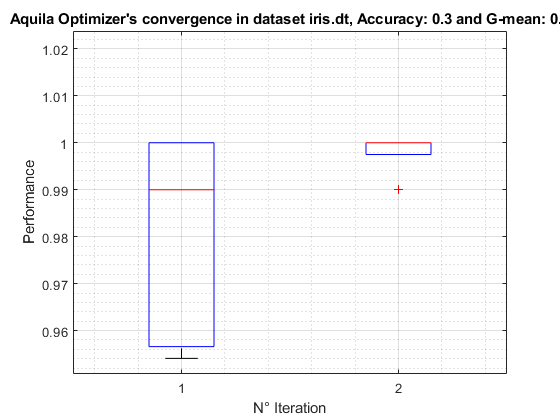 Aquila Optimizer's convergence in dataset iris.dt, Accuracy: 0.3 and G-mean: 0.
1.02
1.01
1
0.99
0.98
0.97
0.96
Performance
1 2
N° Iteration